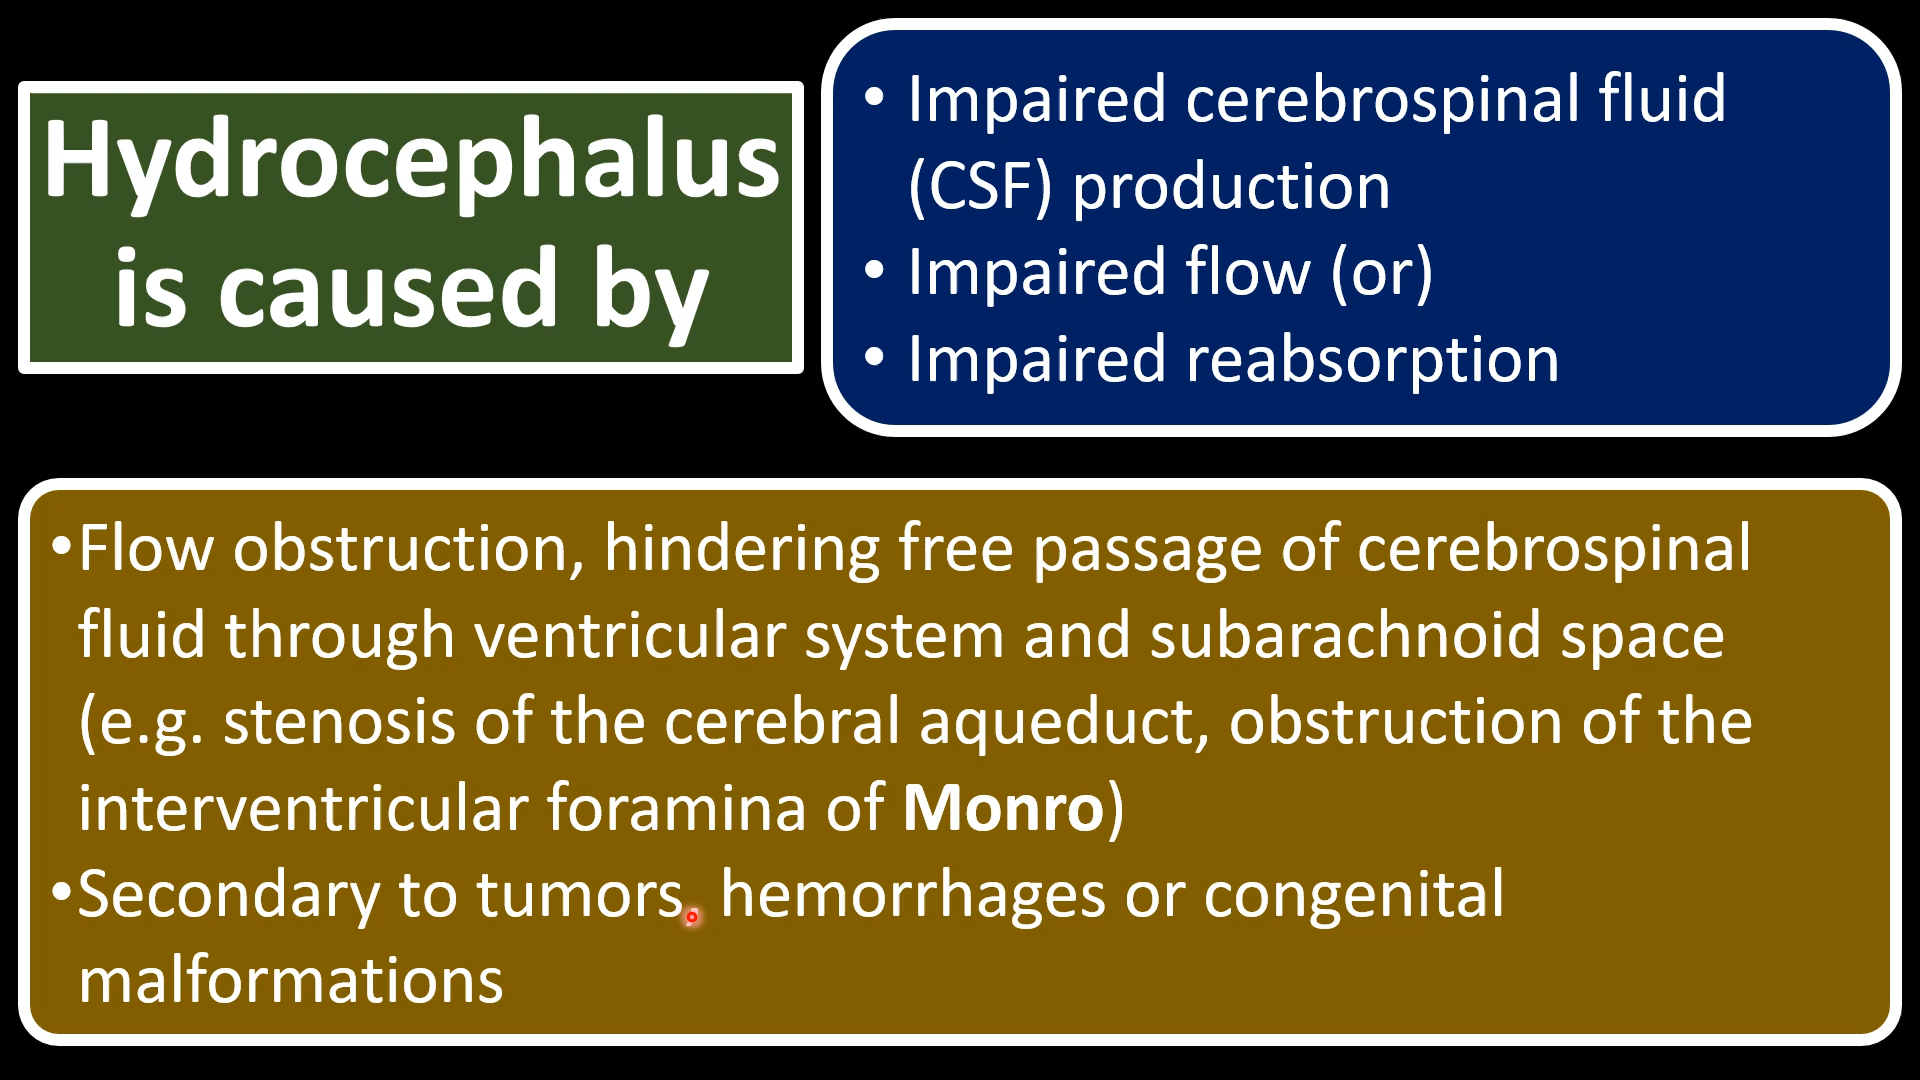 Hydrocephalus
is caused by
• Impaired cerebrospinal fluid
(CSF) production
• Impaired flow (or)
• Impaired reabsorption
•Flow obstruction, hindering free passage of cerebrospinal
fluid through ventricular system and subarachnoid space
(e.g. stenosis of the cerebral aqueduct, obstruction of the
interventricular foramina of Monro)
•Secondary to tumors, hemorrhages or congenital
malformations